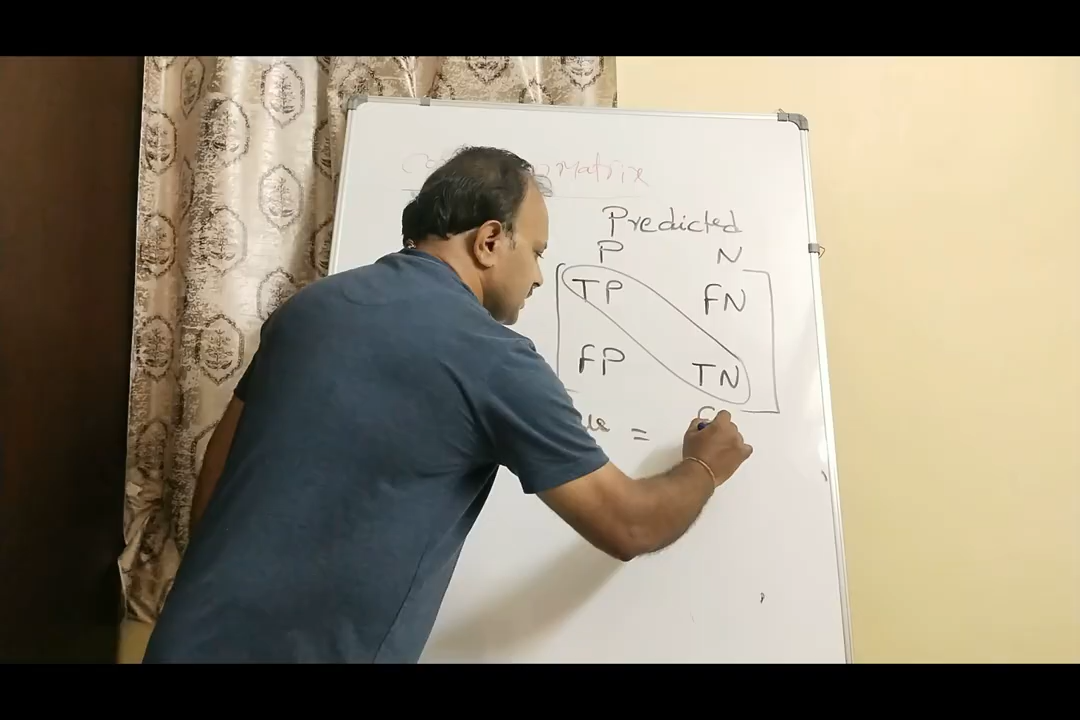 Matrix
Predicted
P N
TP FN
FP TN
=